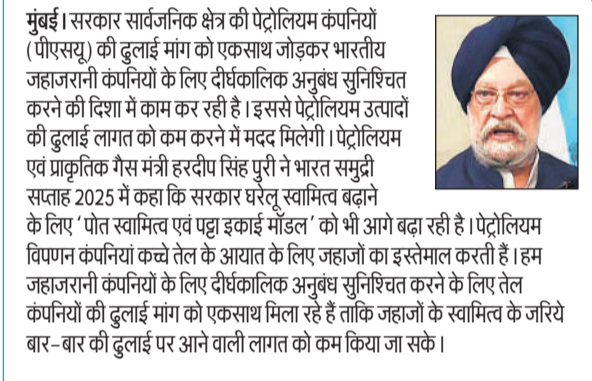 मुंबई। सरकार सार्वजनिक क्षेत्र की पेट्रोलियम कंपनियों
(पीएसयू) की ढुलाई मांग को एकसाथ जोड़कर भारतीय
जहाजरानी कंपनियों के लिए दीर्घकालिक अनुबंध सुनिश्चित
करने की दिशा में काम कर रही है। इससे पेट्रोलियम उत्पादों
की ढुलाई लागत को कम करने में मदद मिलेगी। पेट्रोलियम
एवं प्राकृतिक गैस मंत्री हरदीप सिंह पुरी ने भारत समुद्री
सप्ताह 2025 में कहा कि सरकार घरेलू स्वामित्व बढ़ाने
के लिए ‘पोत स्वामित्व एवं पट्टा इकाई मॉडल’ को भी आगे बढ़ा रही है। पेट्रोलियम
विपणन कंपनियां कच्चे तेल के आयात के लिए जहाजों का इस्तेमाल करती हैं। हम
जहाजरानी कंपनियों के लिए दीर्घकालिक अनुबंध सुनिश्चित करने के लिए तेल
कंपनियों की ढुलाई मांग को एकसाथ मिला रहे हैं ताकि जहाजों के स्वामित्व के जरिये
बार-बार की ढुलाई पर आने वाली लागत को कम किया जा सके।